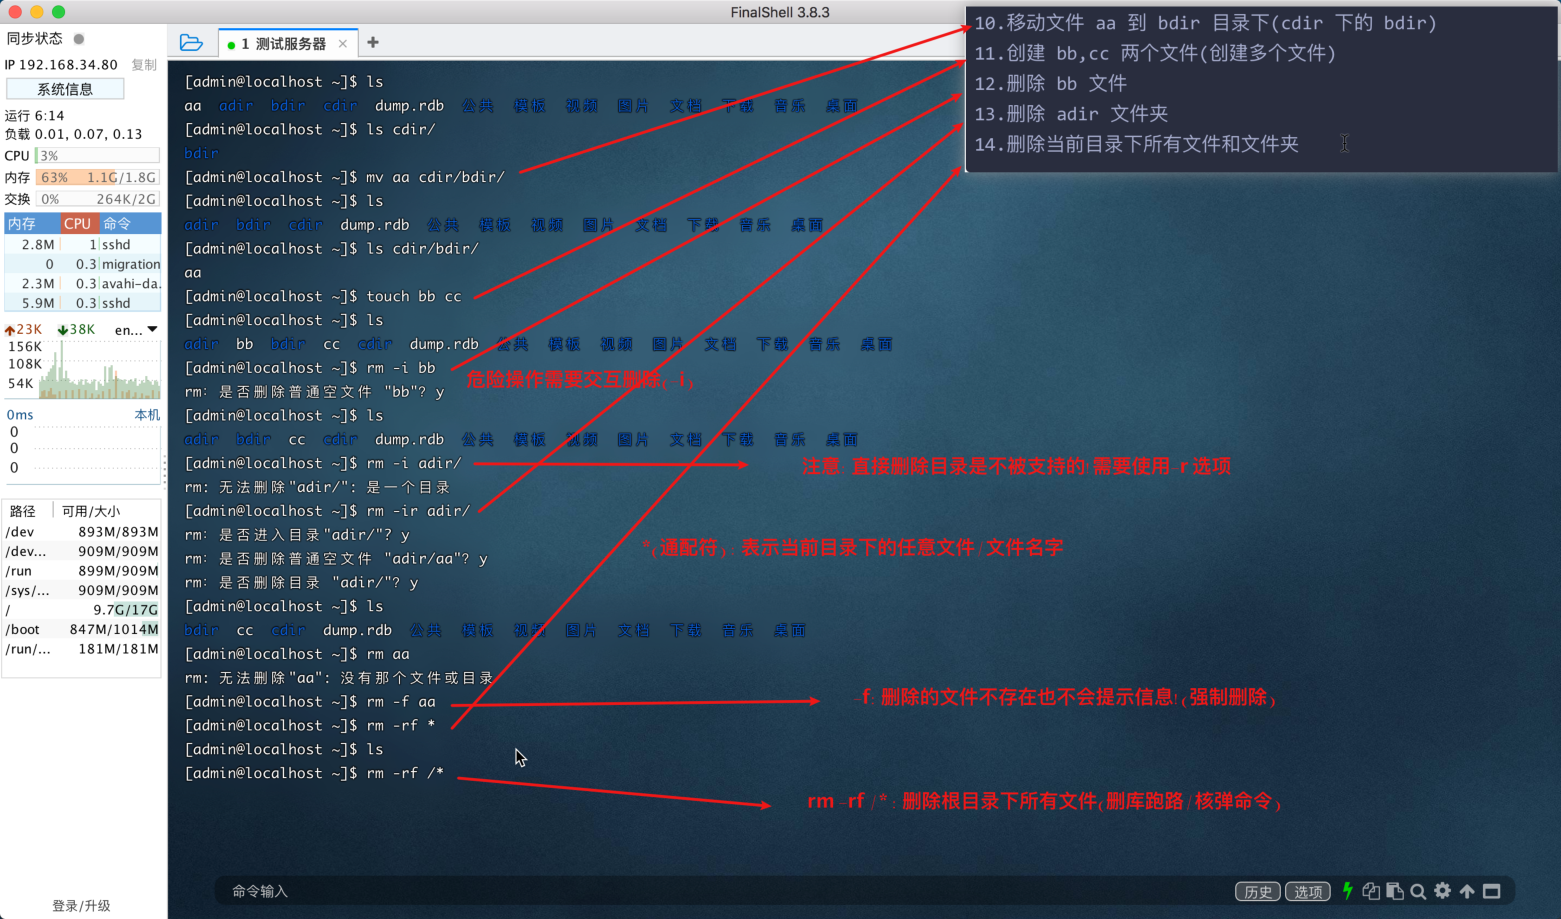 FinalShell 3.8.3
同步状态
IP 192.168.34.80 复制
系统信息
运行 6:14
负载 0.01, 0.07, 0.13
CPU 3%
内存 63% 1.1G/1.8G
交换 0% 264K/2G
内存 CPU 命令
2.8M 1 sshd
0 0.3 migration
2.3M 0.3 avahi-da.
5.9M 0.3 sshd
23K 38K en...
156K
108K
54K
0ms 本机
0
0
0
路径 可用/大小
/dev 893M/893M
/dev... 909M/909M
/run 899M/909M
/sys/... 909M/909M
/ 9.7G/17G
/boot 847M/1014M
/run/... 181M/181M
登录/升级
1 测试服务器 × +
[admin@localhost ~]$ ls
aa adir bdir cdir dump.rdb 公共 模板 视频 图片 文档 下载 音乐 桌面
[admin@localhost ~]$ ls cdir/
bdir
[admin@localhost ~]$ mv aa cdir/bdir/
[admin@localhost ~]$ ls
adir bdir cdir dump.rdb 公共 模板 视频 图片 文档 下载 音乐 桌面
[admin@localhost ~]$ ls cdir/bdir/
aa
[admin@localhost ~]$ touch bb cc
[admin@localhost ~]$ ls
adir bb bdir cc cdir dump.rdb 公共 模板 视频 图片 文档 下载 音乐 桌面
[admin@localhost ~]$ rm -i bb
rm: 是否删除普通空文件 "bb"? y
[admin@localhost ~]$ ls
adir bdir cc cdir dump.rdb 公共 模板 视频 图片 文档 下载 音乐 桌面
[admin@localhost ~]$ rm -i adir/
rm: 无法删除"adir/": 是一个目录
[admin@localhost ~]$ rm -ir adir/
rm: 是否进入目录"adir/"? y
rm: 是否删除普通空文件 "adir/aa"? y
rm: 是否删除目录 "adir/"? y
[admin@localhost ~]$ ls
bdir cc cdir dump.rdb 公共 模板 视频 图片 文档 下载 音乐 桌面
[admin@localhost ~]$ rm aa
rm: 无法删除"aa": 没有那个文件或目录
[admin@localhost ~]$ rm -f aa
[admin@localhost ~]$ rm -rf *
[admin@localhost ~]$ ls
[admin@localhost ~]$ rm -rf /*
10.移动文件 aa 到 bdir 目录下(cdir 下的 bdir)
11.创建 bb,cc 两个文件(创建多个文件)
12.删除 bb 文件
13.删除 adir 文件夹
14.删除当前目录下所有文件和文件夹
危险操作需要交互删除(-i)
注意: 直接删除目录是不被支持的!需要使用-r 选项
*(通配符): 表示当前目录下的任意文件/文件名字
f: 删除的文件不存在也不会提示信息!(强制删除)
rm -rf /*: 删除根目录下所有文件(删库跑路/核弹命令)
命令输入
历史 选项